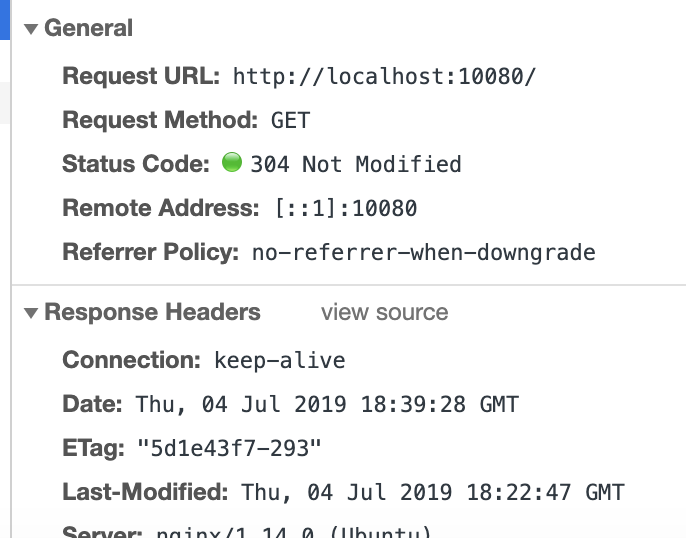 General
Request URL: http://localhost:10080/
Request Method: GET
Status Code: 304 Not Modified
Remote Address: [::1]:10080
Referrer Policy: no-referrer-when-downgrade
Response Headers view source
Connection: keep-alive
Date: Thu, 04 Jul 2019 18:39:28 GMT
ETag: "5d1e43f7-293"
Last-Modified: Thu, 04 Jul 2019 18:22:47 GMT
Server: nginx/1.14.0 (Ubuntu)